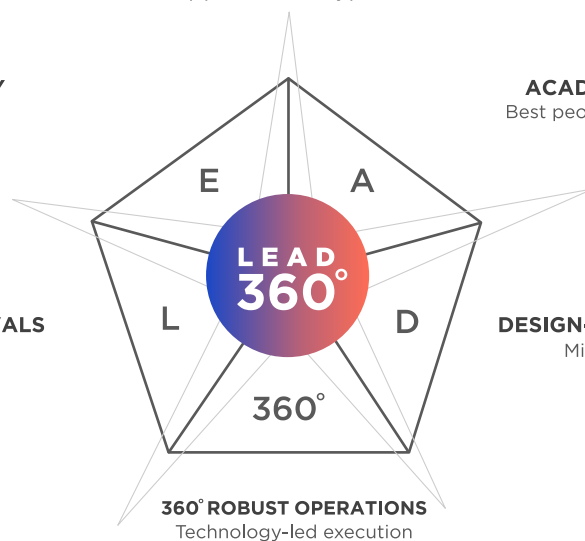 ACAD
Best peo
E
A
LEAD
360°
L
D
ALS
DESIGN-
Mi
360°
360° ROBUST OPERATIONS
Technology-led execution